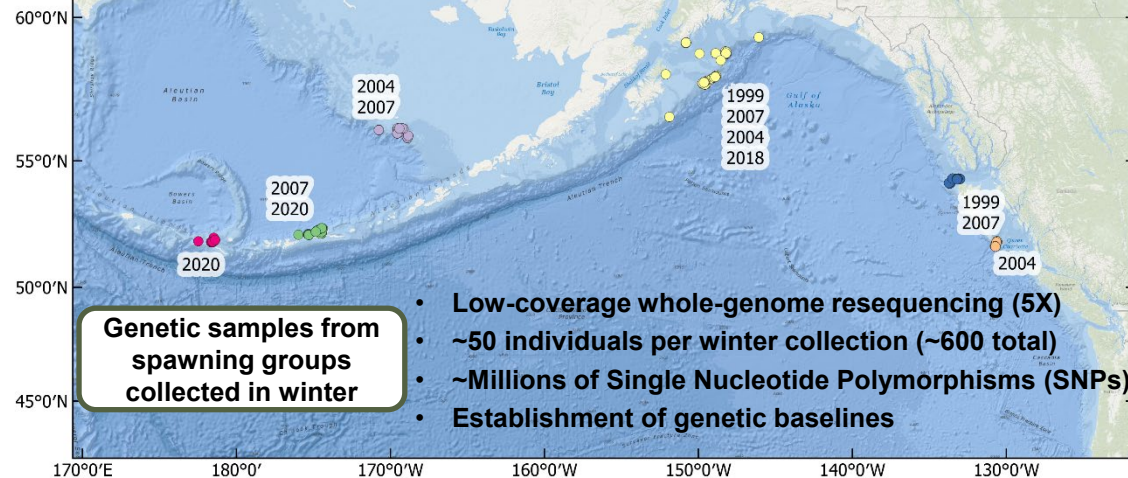 60°0'N
55°0'N
50°0'N
45°0'N
170°0'E
180°0'
170°0'W
160°0'W
150°0'W
140°0'W
130°0'W
Aleutian
Basin
Bristol
Bay
Gulf of
Alaska
Bowers
Basin
Aleutian Trench
Aleutian Trench
2004
2007
2007
2020
2020
1999
2007
2004
2018
1999
2007
2004
Genetic samples from
spawning groups
collected in winter
• Low-coverage whole-genome resequencing (5X)
• ~50 individuals per winter collection (~600 total)
• ~Millions of Single Nucleotide Polymorphisms (SNPs)
• Establishment of genetic baselines